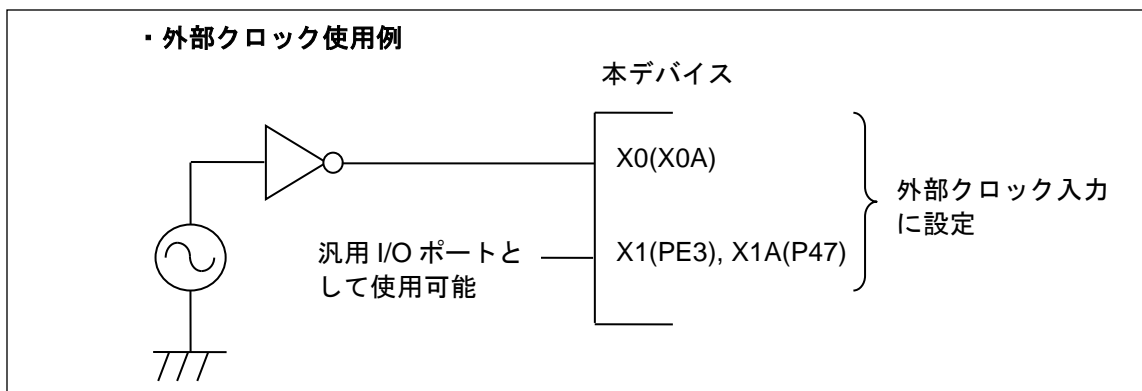 ・外部クロック使用例
本デバイス
X0(X0A)
外部クロック入力
に設定
汎用 I/O ポートと
して使用可能
X1(PE3), X1A(P47)